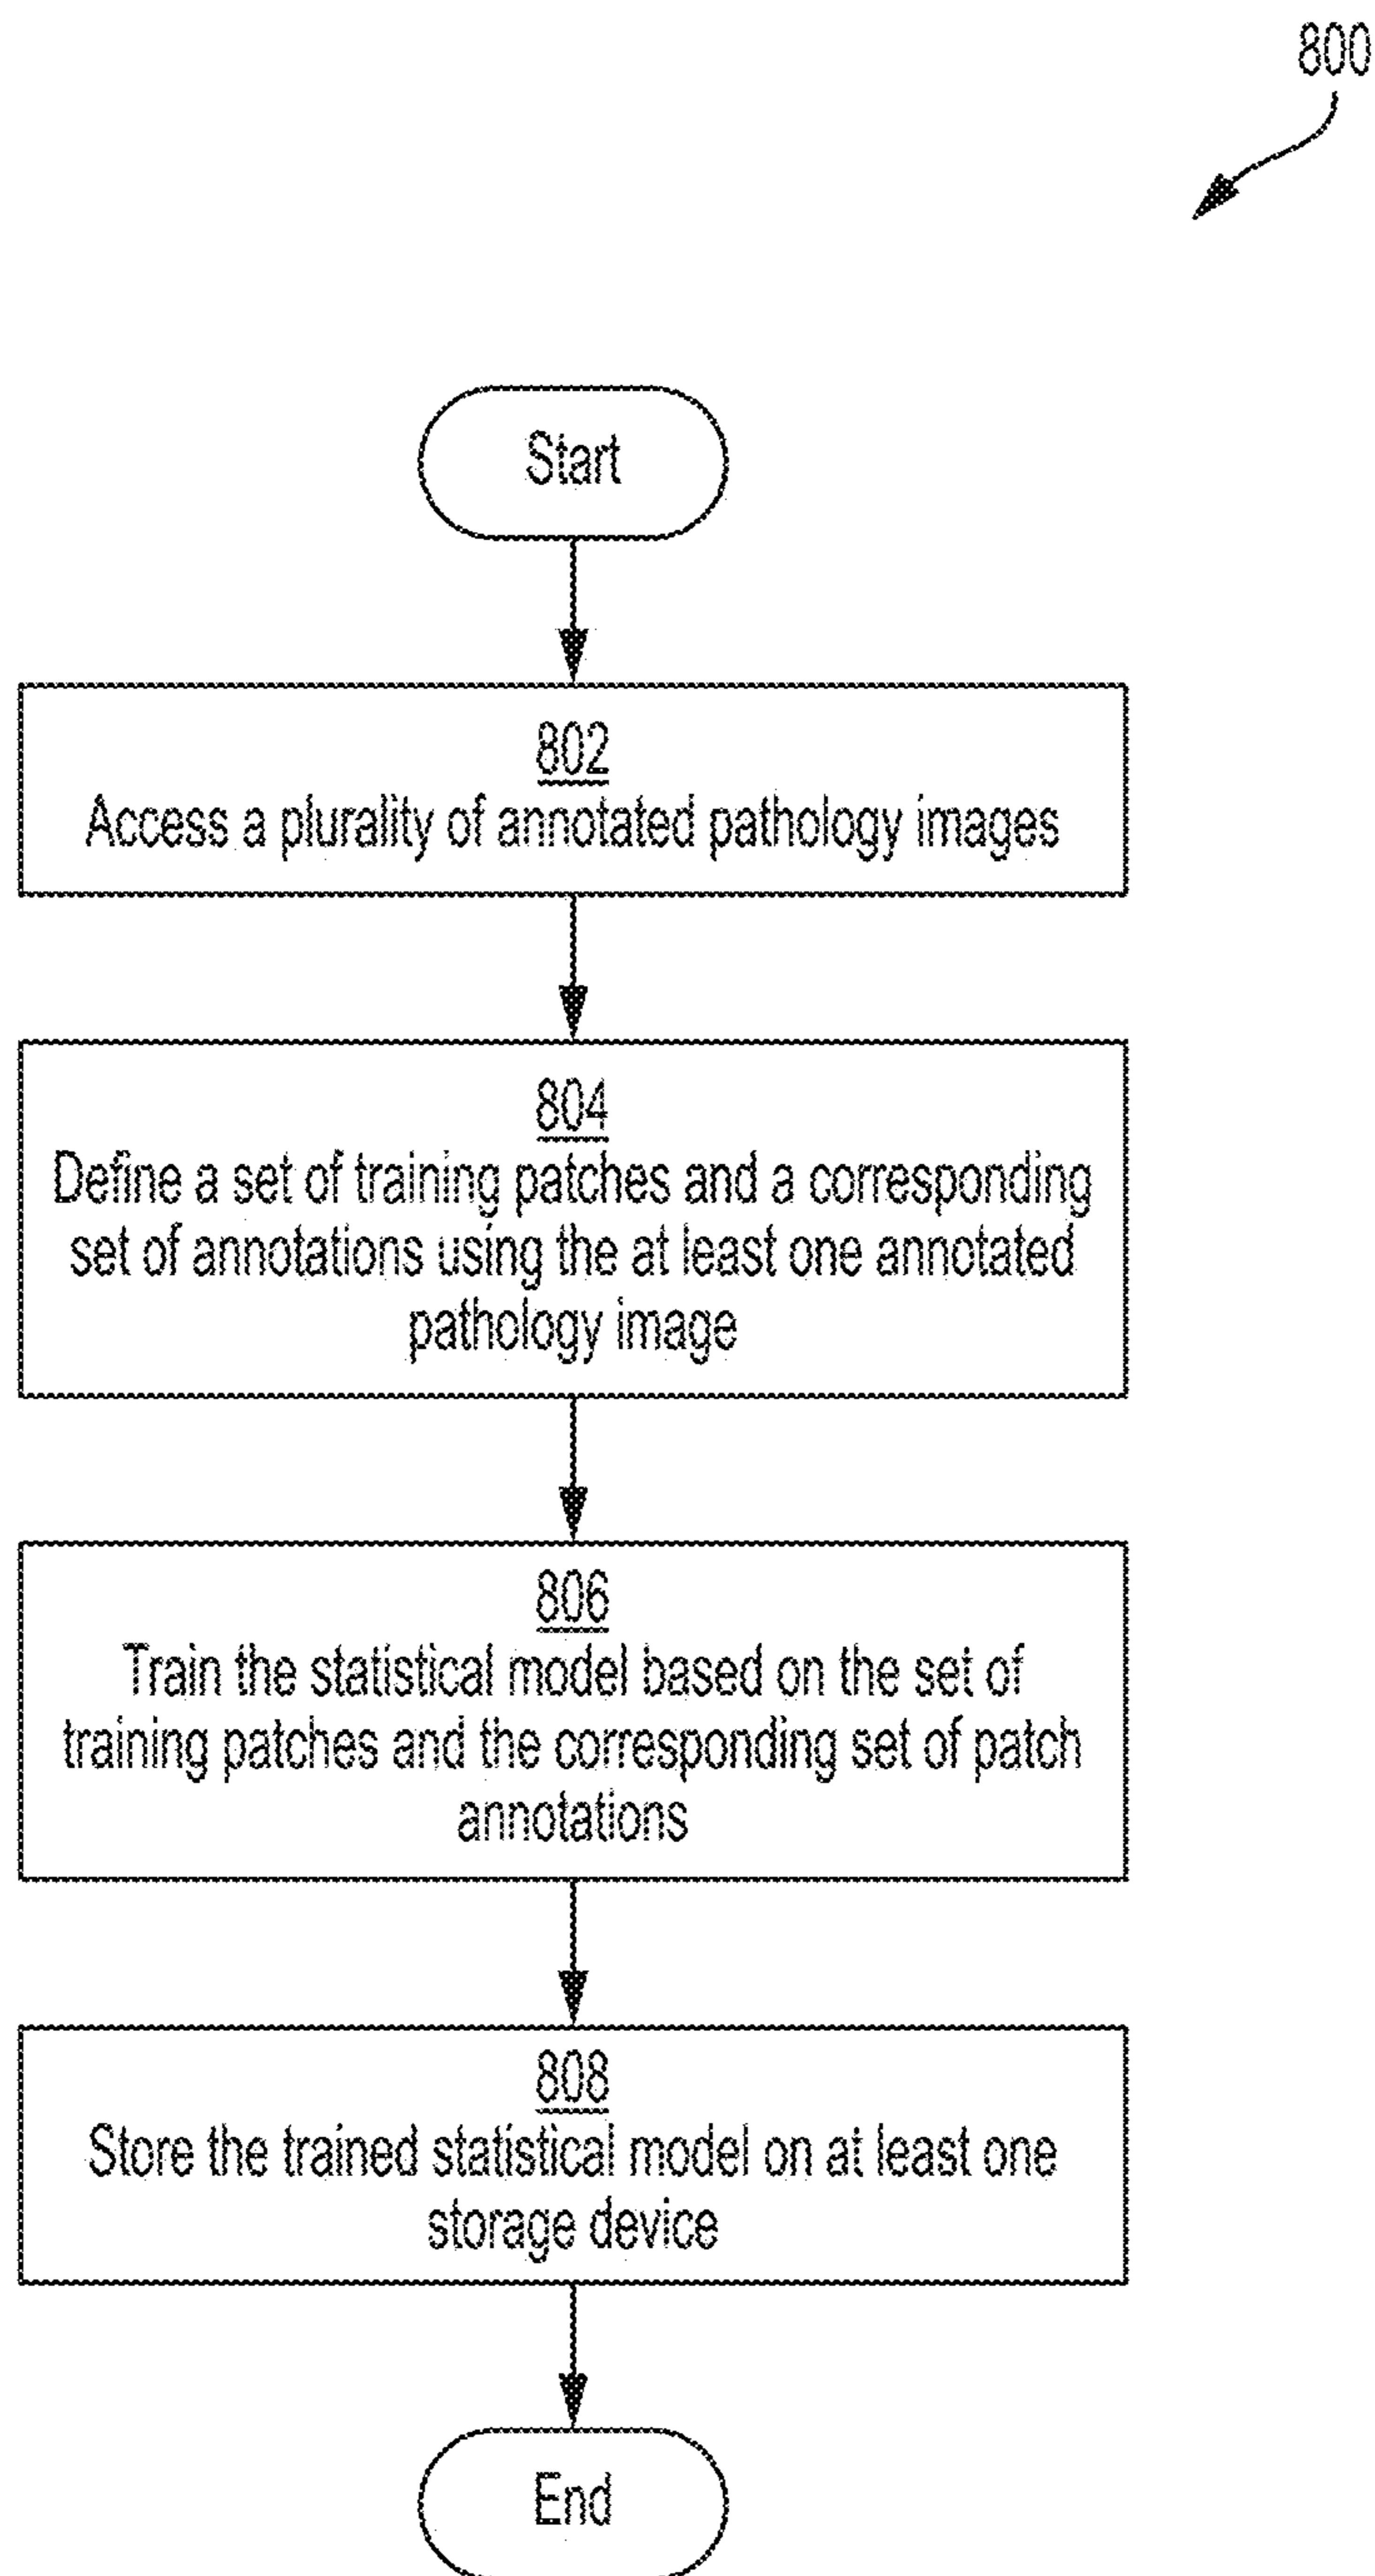 800
Start
802
Access a plurality of annotated pathology images
804
Define a set of training patches and a corresponding
set of annotations using the at least one annotated
pathology image
806
Train the statistical model based on the set of
training patches and the corresponding set of patch
annotations
808
Store the trained statistical model on at least one
storage device
End